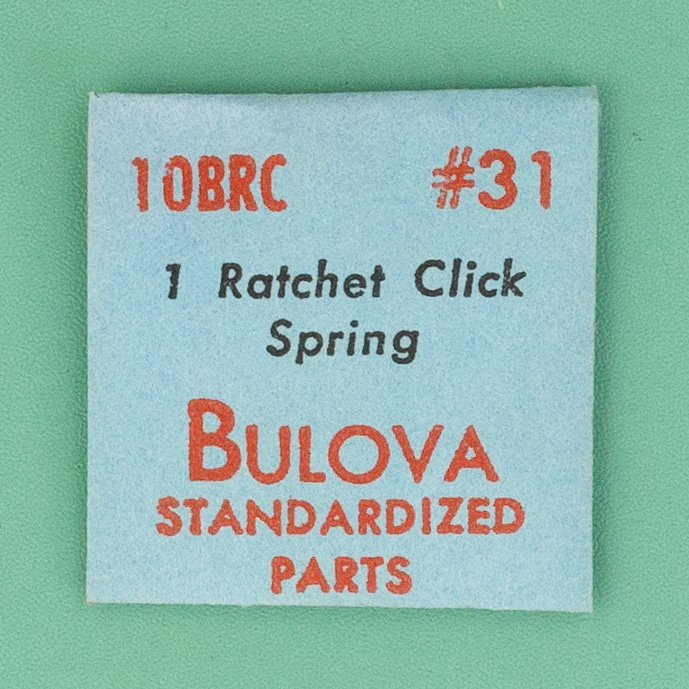 10BRC #31
1 Ratchet Click
Spring
BULOVA
STANDARDIZED
PARTS